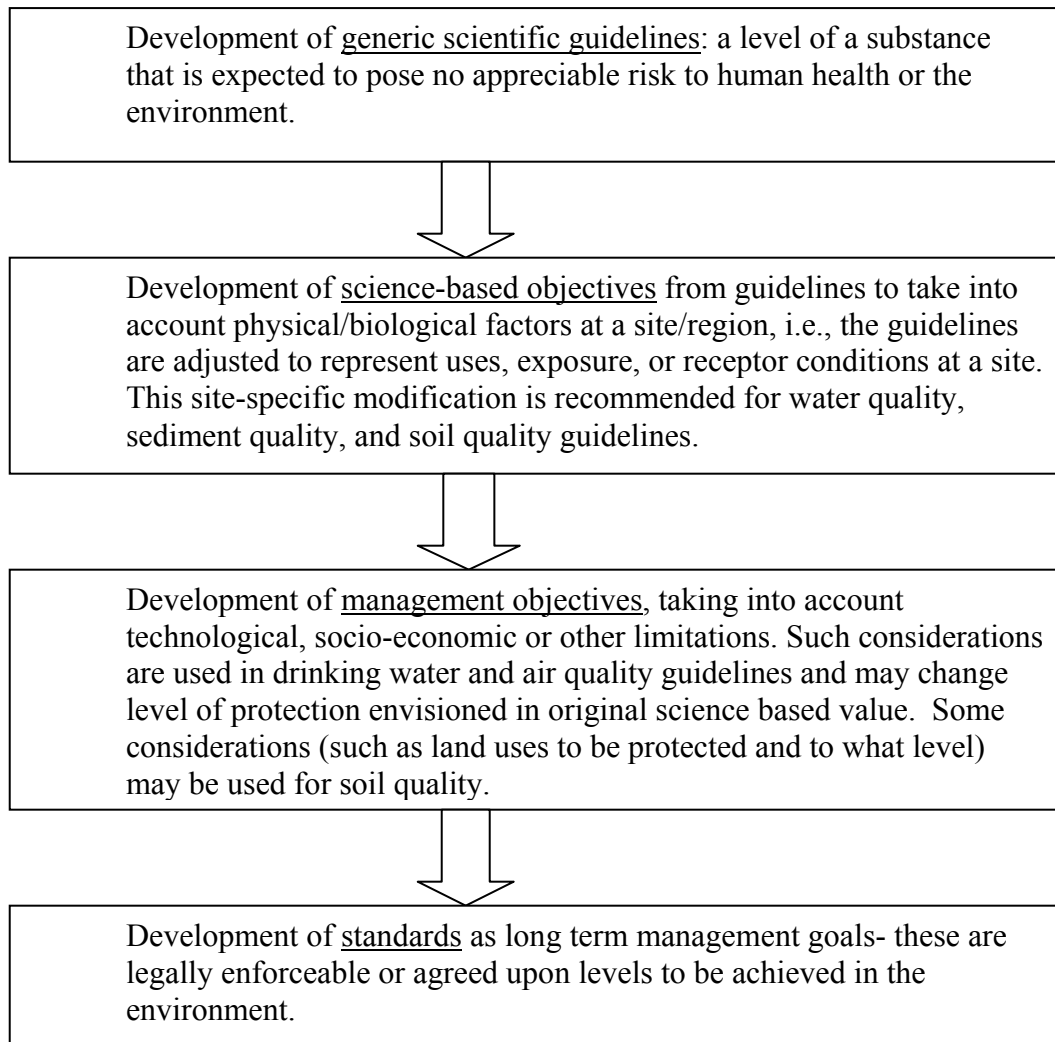 Development of generic scientific guidelines: a level of a substance
that is expected to pose no appreciable risk to human health or the
environment.
Development of science-based objectives from guidelines to take into
account physical/biological factors at a site/region, i.e., the guidelines
are adjusted to represent uses, exposure, or receptor conditions at a site.
This site-specific modification is recommended for water quality,
sediment quality, and soil quality guidelines.
Development of management objectives, taking into account
technological, socio-economic or other limitations. Such considerations
are used in drinking water and air quality guidelines and may change
level of protection envisioned in original science based value.  Some
considerations (such as land uses to be protected and to what level)
may be used for soil quality.
Development of standards as long term management goals- these are
legally enforceable or agreed upon levels to be achieved in the
environment.